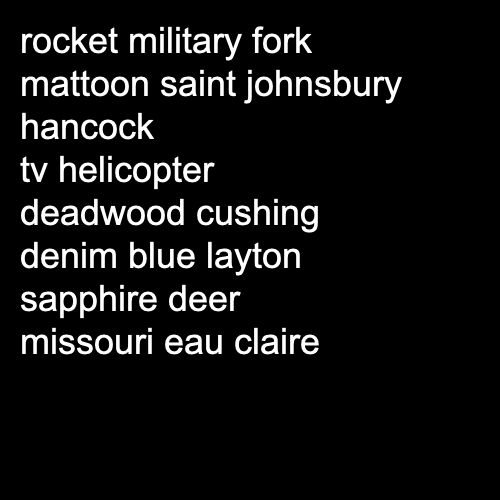 rocket military fork
mattoon saint johnsbury
hancock
tv helicopter
deadwood cushing
denim blue layton
sapphire deer
missouri eau claire